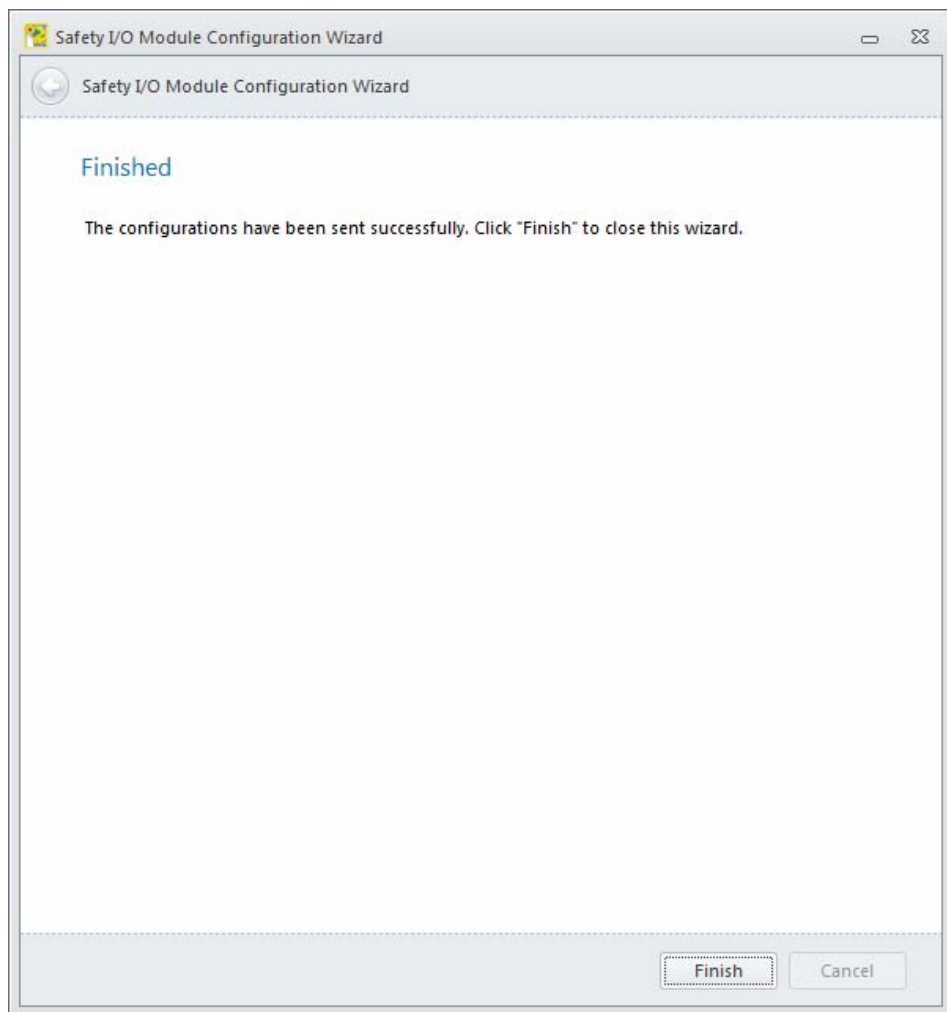 Safety I/O Module Configuration Wizard
Safety I/O Module Configuration Wizard
Finished
The configurations have been sent successfully. Click "Finish" to close this wizard.
Finish
Cancel